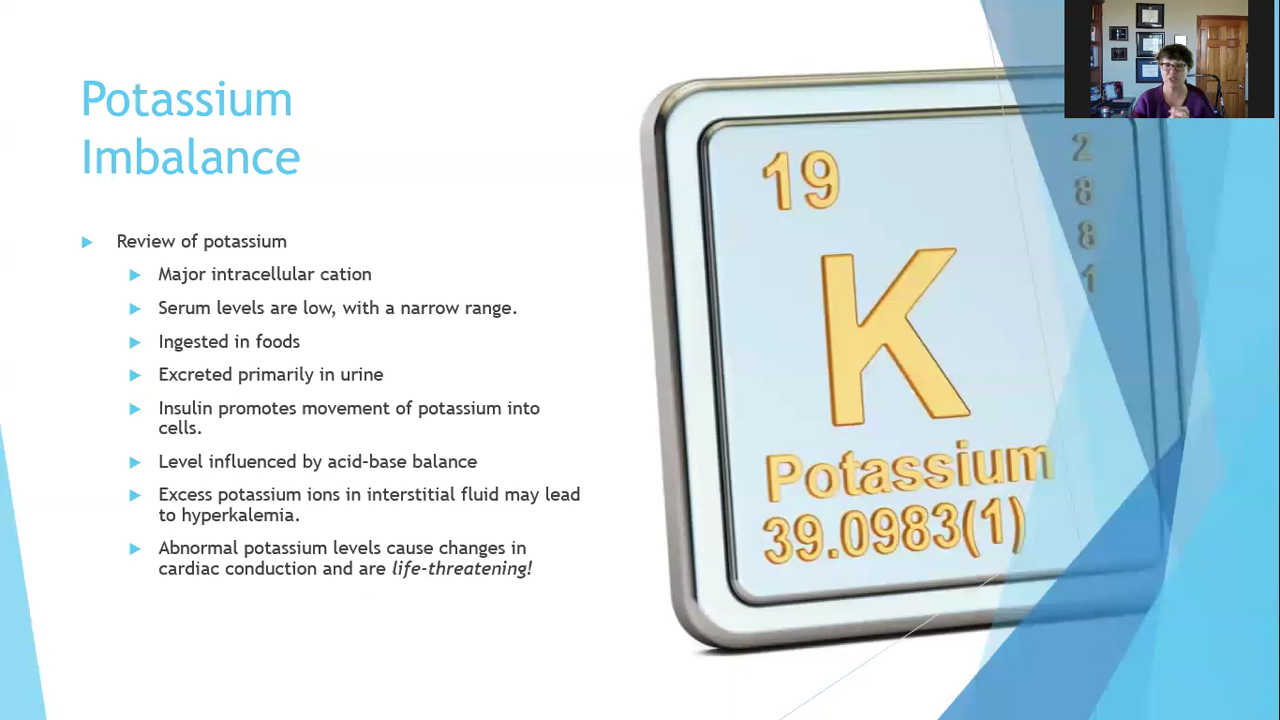 Potassium
Imbalance
Review of potassium
Major intracellular cation
Serum levels are low, with a narrow range.
Ingested in foods
Excreted primarily in urine
Insulin promotes movement of potassium into
cells.
Level influenced by acid-base balance
Excess potassium ions in interstitial fluid may lead
to hyperkalemia.
Abnormal potassium levels cause changes in
cardiac conduction and are life-threatening!
19
2
8
8
1
K
Potassium
39.0983(1)